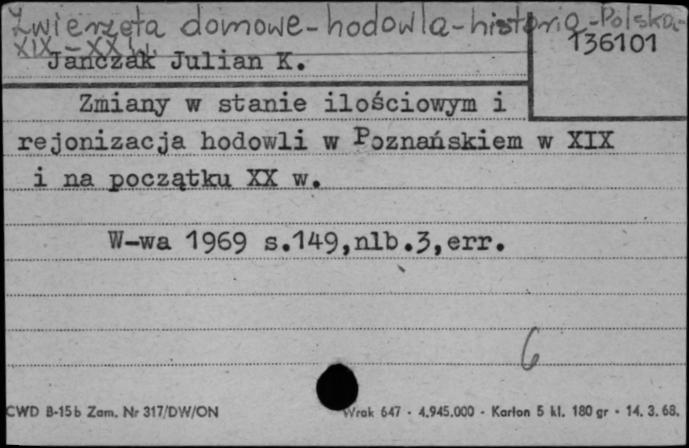 Zwierzęta domowe-hodowla-historia-Polska-
XIX-XX w.
136101
Janczak Julian K.
Zmiany w stanie ilościowym i
rejonizacja hodowli w Poznańskiem w XIX
i na początku XX w.
W-wa 1969 s.149,nlb.3,err.
6
CWD B-15b Zam. Nr 317/DW/ON
Wrak 647 - 4.945.000 - Karton 5 kl. 180 gr - 14. 3. 68.